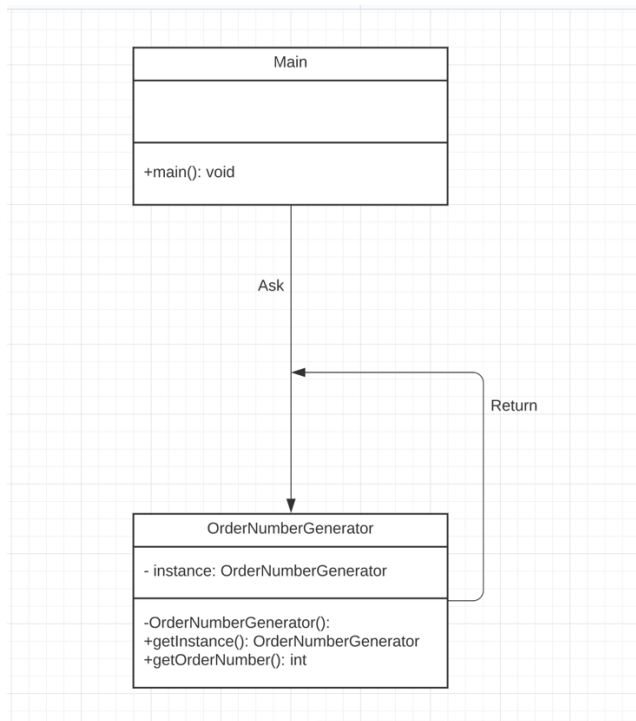 Main
+main(): void
Ask
Return
OrderNumberGenerator
- instance: OrderNumberGenerator
-OrderNumberGenerator():
+getInstance(): OrderNumberGenerator
+getOrderNumber(): int